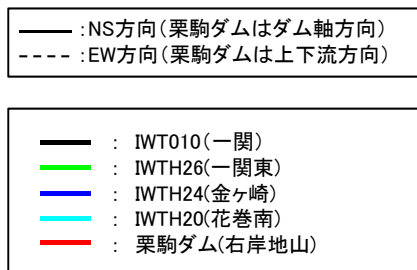 :NS方向(栗駒ダムはダム軸方向)
:EW方向(栗駒ダムは上下流方向)
: IWT010(一関)
: IWTH26(一関東)
: IWTH24(金ヶ崎)
: IWTH20(花巻南)
: 栗駒ダム(右岸地山)